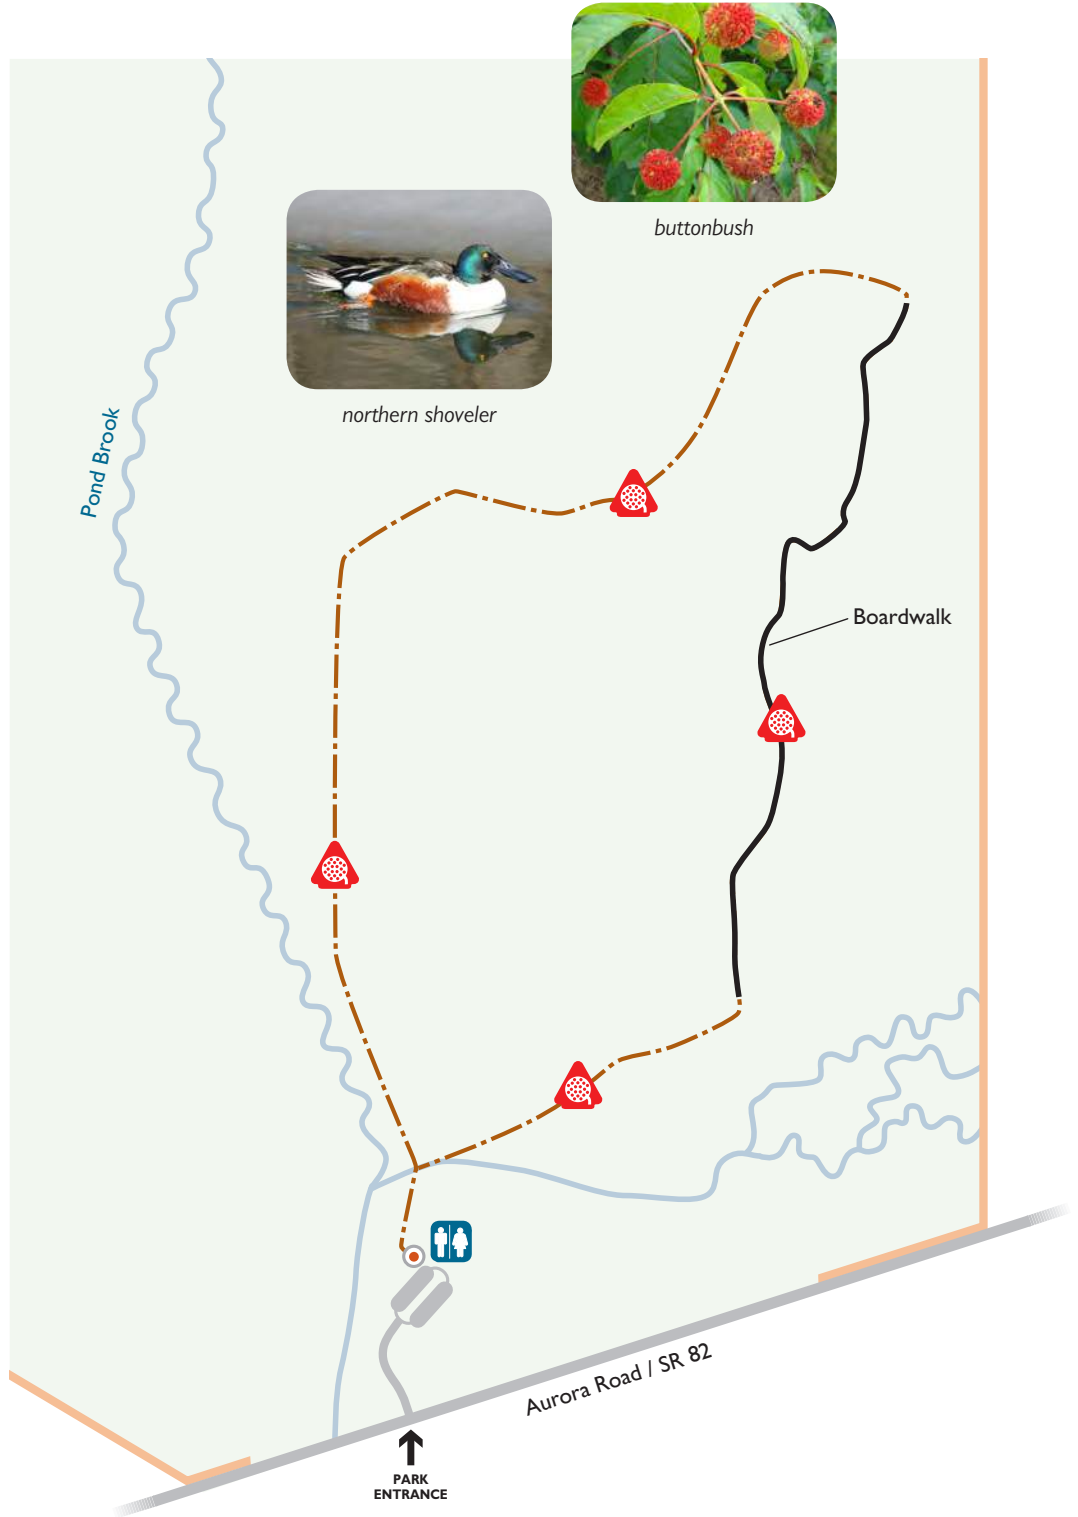 buttonbush
northern shoveler
Pond Brook
Boardwalk
Aurora Road / SR 82
PARK
ENTRANCE